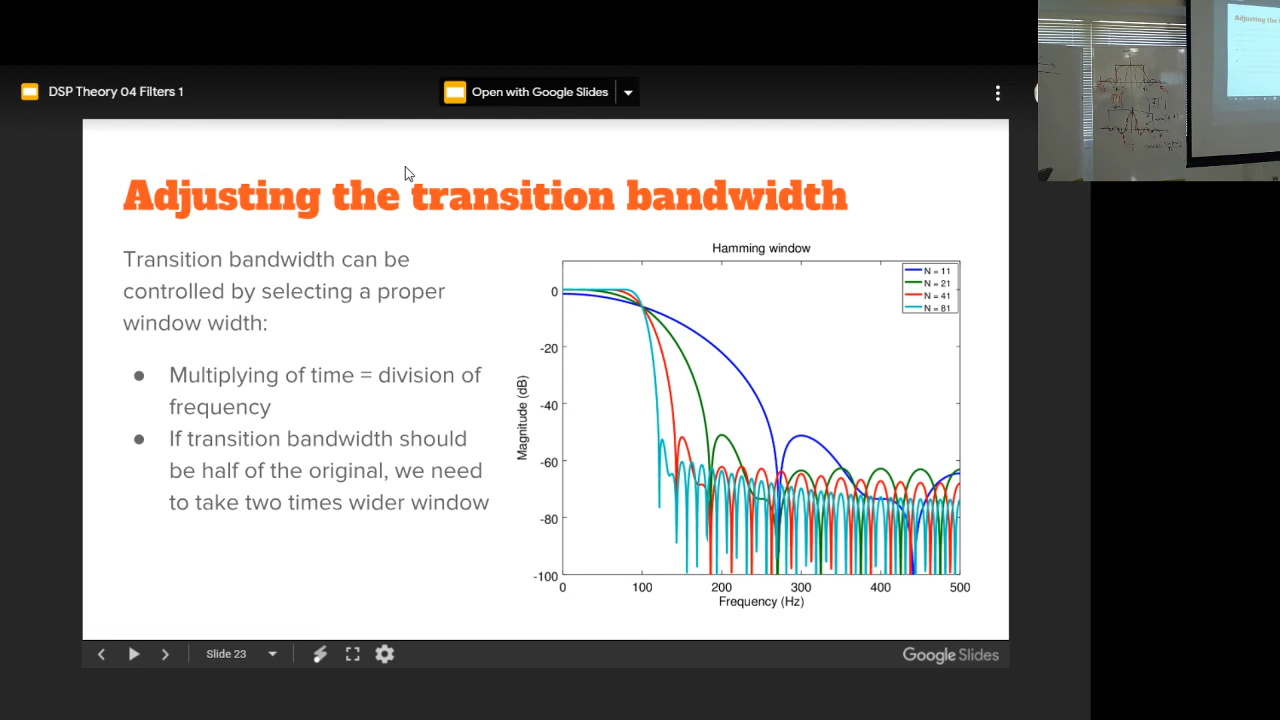 DSP Theory 04 Filters 1
Open with Google Slides
Adjusting the
Adjusting the transition bandwidth
Transition bandwidth can be
controlled by selecting a proper
window width:
● Multiplying of time = division of
frequency
● If transition bandwidth should
be half of the original, we need
to take two times wider window
Hamming window
N = 11
N = 21
N = 41
N = 81
Magnitude (dB)
0
-20
-40
-60
-80
-100
0 100 200 300 400 500
Frequency (Hz)
Slide 23
Google Slides